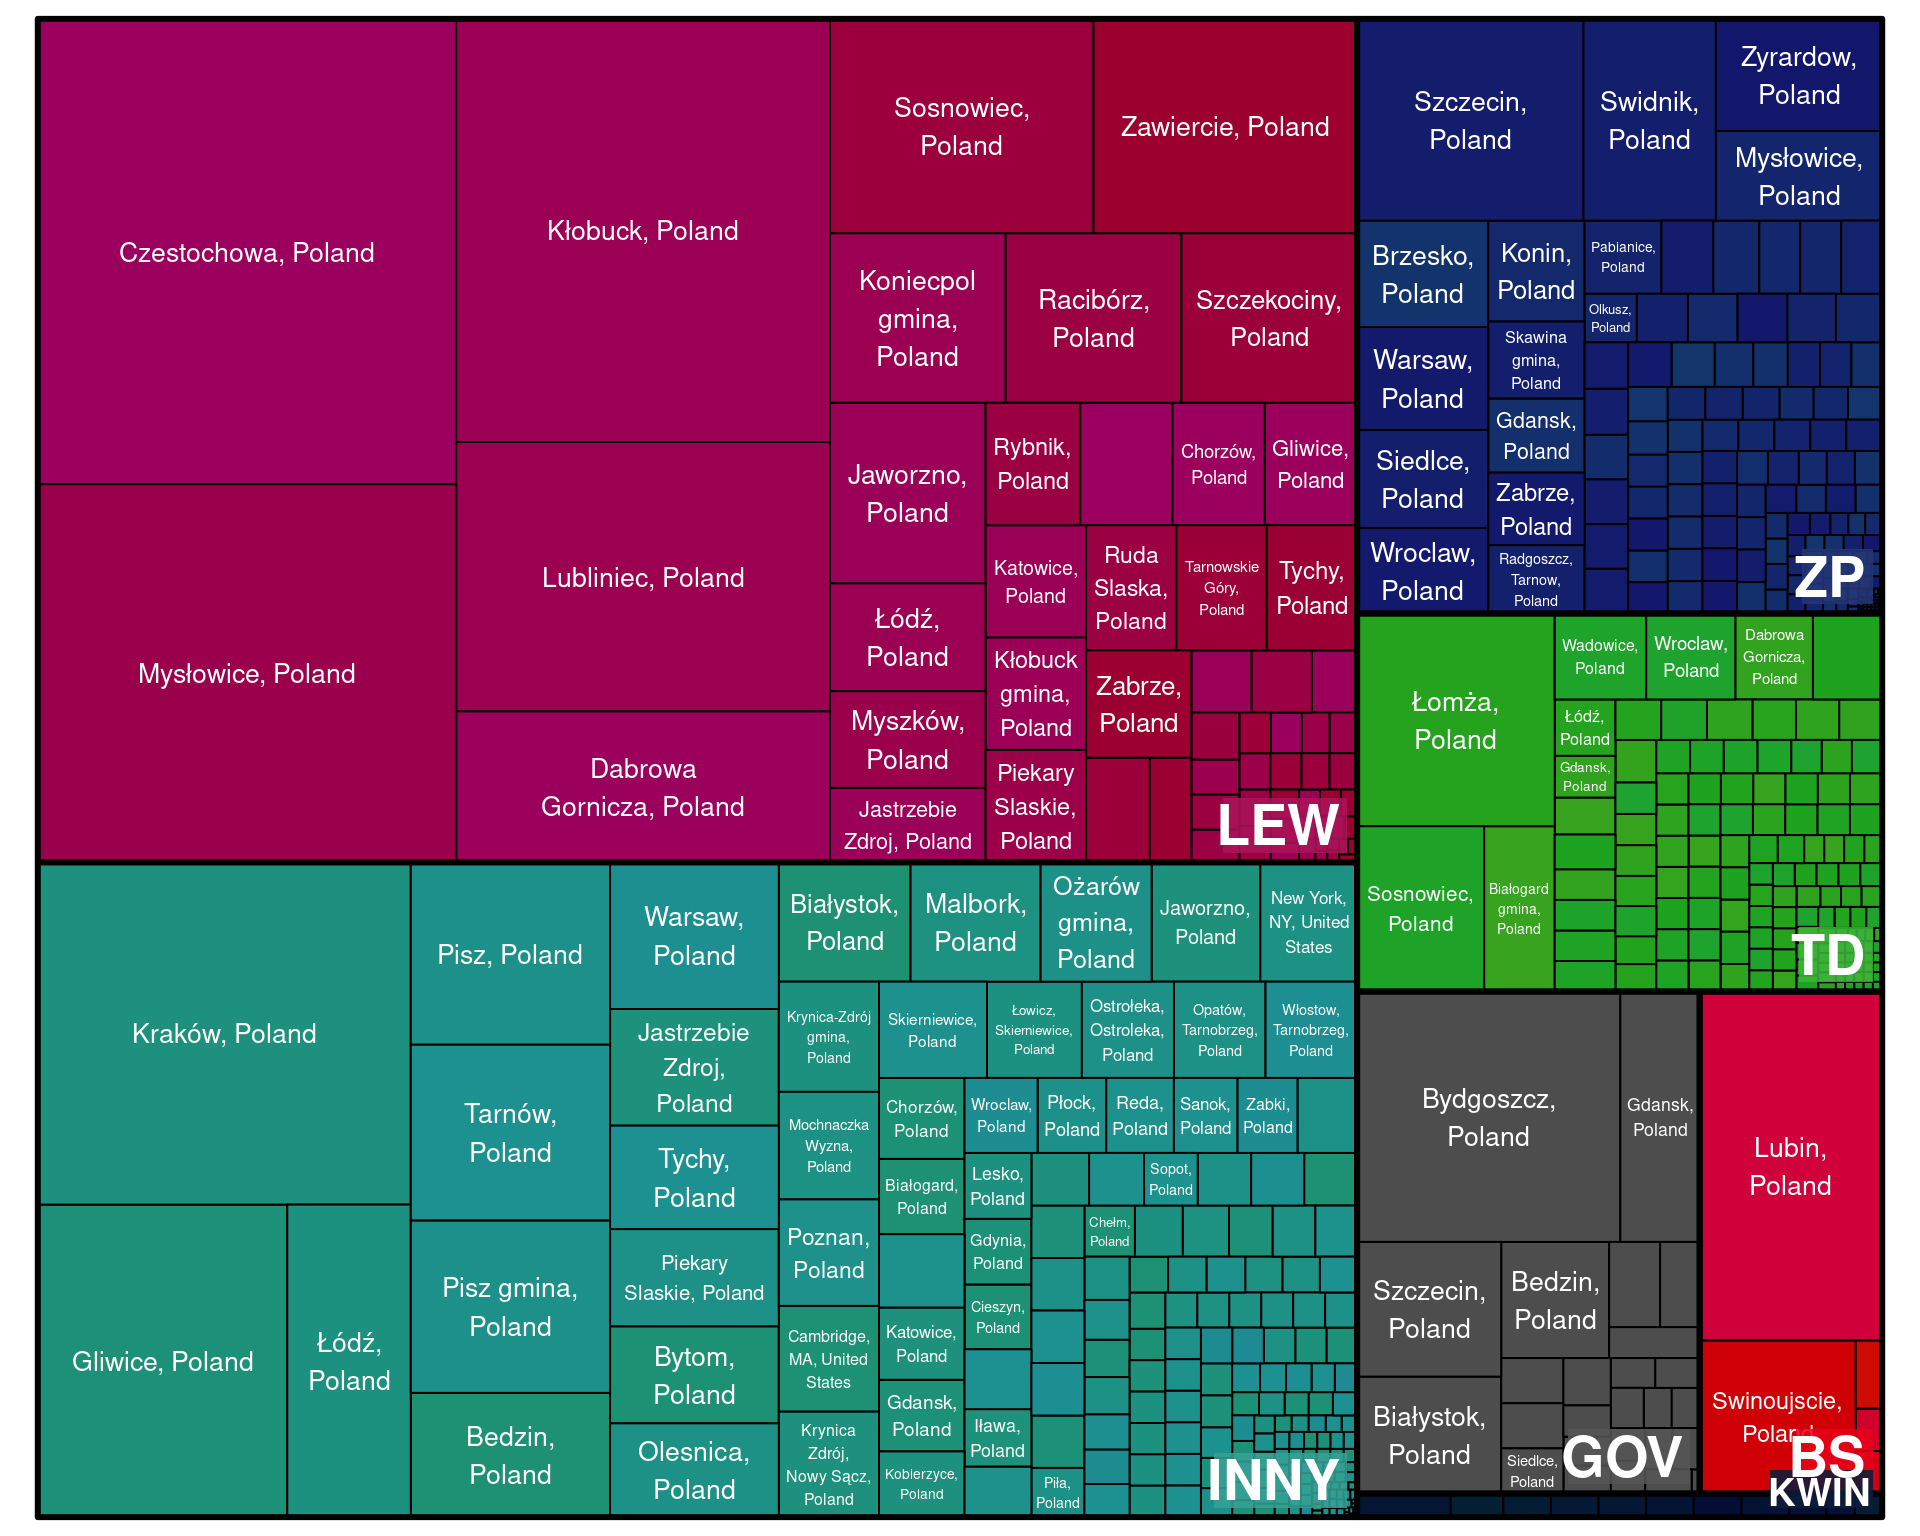 Czestochowa, Poland
Mysłowice, Poland
Kłobuck, Poland
Lubliniec, Poland
Dabrowa
Gornicza, Poland
Sosnowiec,
Poland
Zawiercie, Poland
Koniecpol
gmina,
Poland
Racibórz,
Poland
Szczekociny,
Poland
Jaworzno,
Poland
Łódź,
Poland
Myszków,
Poland
Jastrzebie
Zdroj, Poland
Rybnik,
Poland
Chorzów,
Poland
Gliwice,
Poland
Katowice,
Poland
Kłobuck
gmina,
Poland
Piekary
Slaskie,
Poland
Ruda
Slaska,
Poland
Tarnowskie
Góry,
Poland
Tychy,
Poland
Zabrze,
Poland
LEW
Szczecin,
Poland
Swidnik,
Poland
Zyrardow,
Poland
Mysłowice,
Poland
Brzesko,
Poland
Warsaw,
Poland
Siedlce,
Poland
Wroclaw,
Poland
Konin,
Poland
Skawina
gmina,
Poland
Gdansk,
Poland
Zabrze,
Poland
Radgoszcz,
Tarnow,
Poland
Pabianice,
Poland
Olkusz,
Poland
ZP
Łomża,
Poland
Sosnowiec,
Poland
Białogard
gmina,
Poland
Wadowice,
Poland
Wroclaw,
Poland
Dabrowa
Gornicza,
Poland
Łódź,
Poland
Gdansk,
Poland
TD
Kraków, Poland
Gliwice, Poland
Łódź,
Poland
Pisz, Poland
Tarnów,
Poland
Pisz gmina,
Poland
Bedzin,
Poland
Warsaw,
Poland
Jastrzebie
Zdroj,
Poland
Tychy,
Poland
Piekary
Slaskie, Poland
Bytom,
Poland
Olesnica,
Poland
Białystok,
Poland
Malbork,
Poland
Ożarów
gmina,
Poland
Jaworzno,
Poland
New York,
NY, United
States
Krynica-Zdrój
gmina,
Poland
Mochnaczka
Wyzna,
Poland
Poznan,
Poland
Cambridge,
MA, United
States
Krynica
Zdrój,
Nowy Sącz,
Poland
Skierniewice,
Poland
Łowicz,
Skierniewice,
Poland
Ostrołeka,
Ostroleka,
Poland
Opatów,
Tarnobrzeg,
Poland
Włostow,
Tarnobrzeg,
Poland
Chorzów,
Poland
Białogard,
Poland
Katowice,
Poland
Gdansk,
Poland
Kobierzyce,
Poland
Wroclaw,
Poland
Płock,
Poland
Reda,
Poland
Sanok,
Poland
Zabki,
Poland
Lesko,
Poland
Gdynia,
Poland
Cieszyn,
Poland
Iława,
Poland
Sopot,
Poland
Chełm,
Poland
Piła,
Poland
INNY
Bydgoszcz,
Poland
Gdansk,
Poland
Szczecin,
Poland
Białystok,
Poland
Bedzin,
Poland
Siedlce,
Poland
GOV
Lubin,
Poland
Swinoujscie,
Poland
BS
KWIN